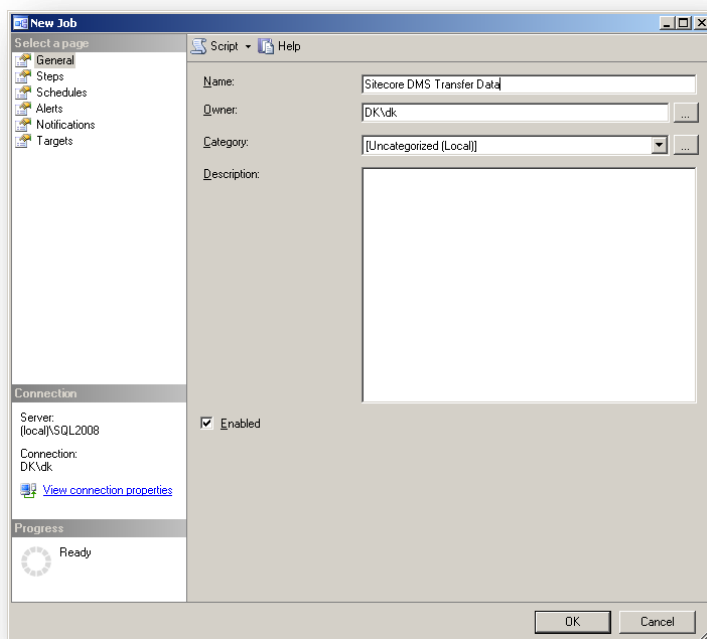 New Job
Select a page
General
Steps
Schedules
Alerts
Notifications
Targets
Script Help
Name: Sitecore DMS Transfer Data
Owner: DK\dk ...
Category: [Uncategorized (Local)] ...
Description:
Enabled
Connection
Server:
(local)\SQL2008
Connection:
DK\dk
View connection properties
Progress
Ready
OK Cancel